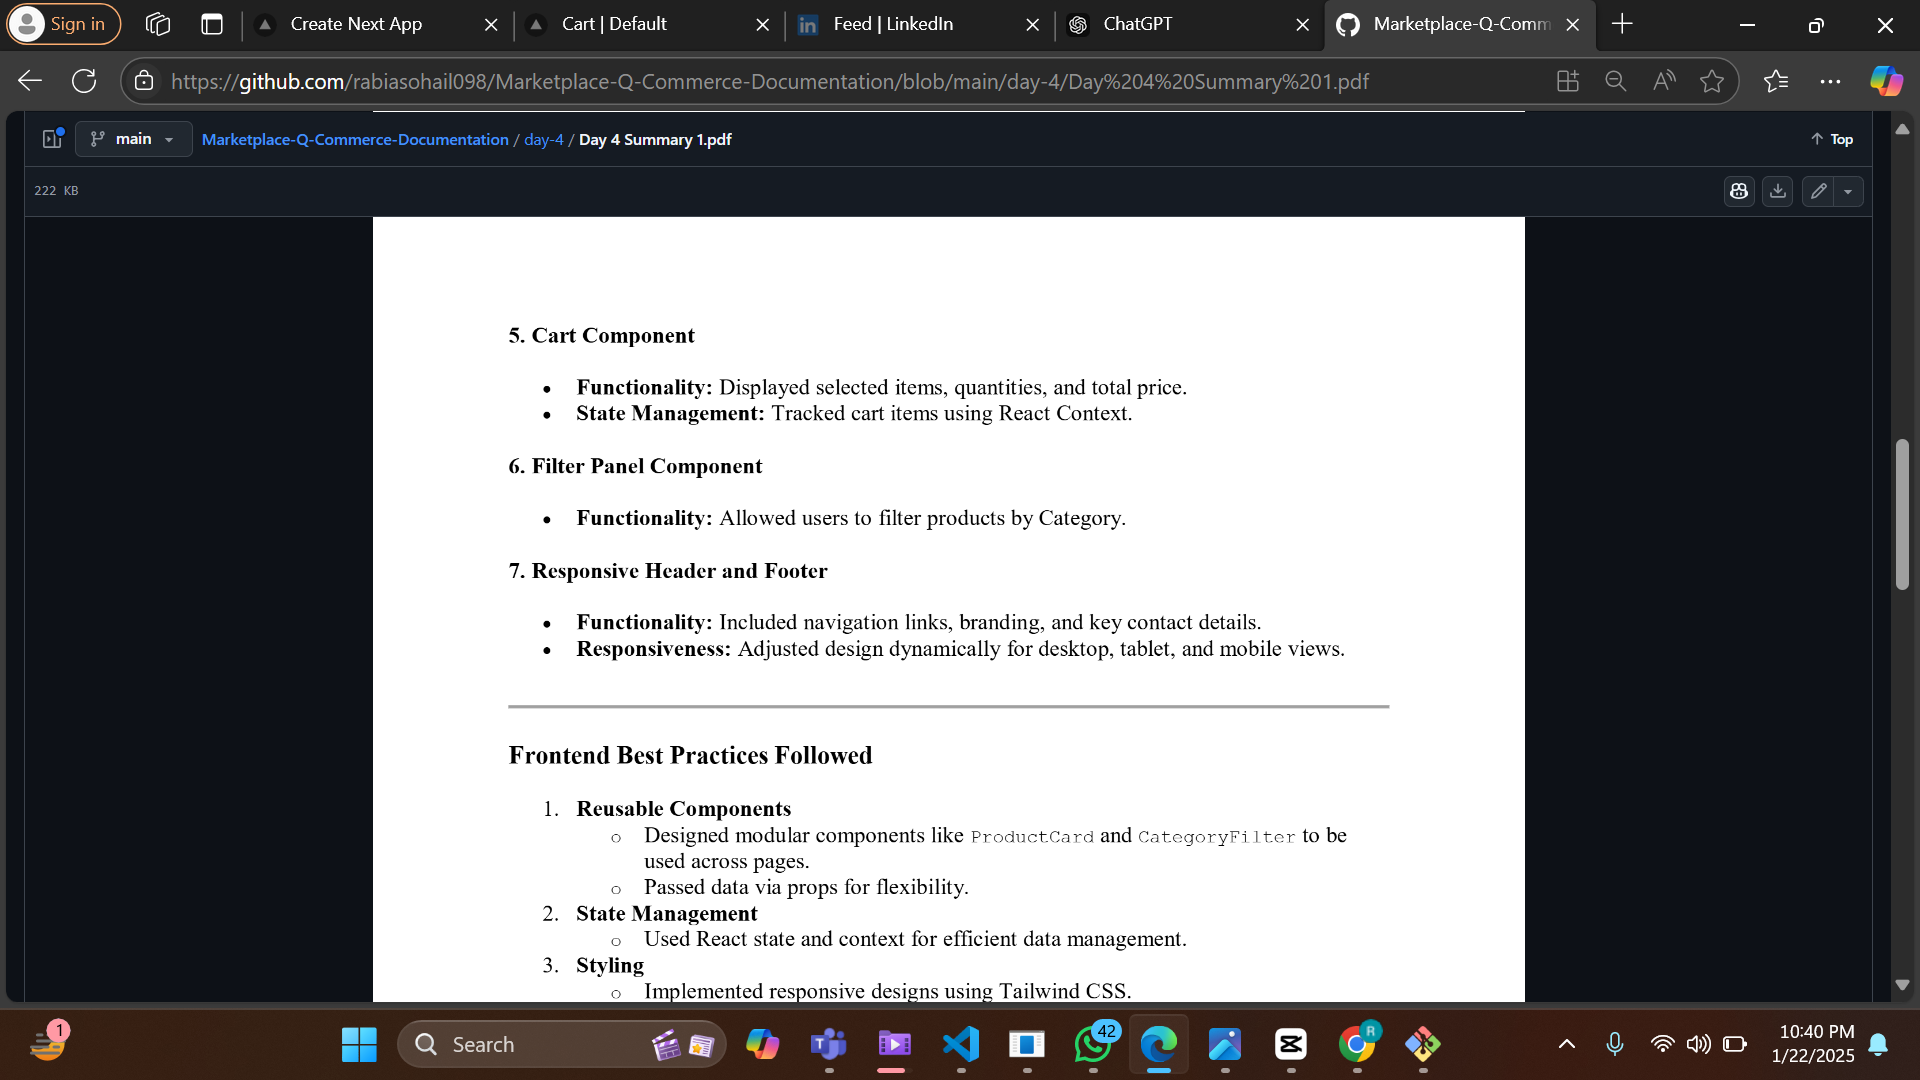 Sign in
Create Next App
Cart | Default
Feed | LinkedIn
ChatGPT
Marketplace-Q-Comm
https://github.com/rabiasohail098/Marketplace-Q-Commerce-Documentation/blob/main/day-4/Day%204%20Summary%201.pdf
main
Marketplace-Q-Commerce-Documentation / day-4 / Day 4 Summary 1.pdf
Top
222 KB
5. Cart Component
• Functionality: Displayed selected items, quantities, and total price.
• State Management: Tracked cart items using React Context.
6. Filter Panel Component
• Functionality: Allowed users to filter products by Category.
7. Responsive Header and Footer
• Functionality: Included navigation links, branding, and key contact details.
• Responsiveness: Adjusted design dynamically for desktop, tablet, and mobile views.
Frontend Best Practices Followed
1. Reusable Components
○ Designed modular components like ProductCard and CategoryFilter to be
used across pages.
○ Passed data via props for flexibility.
2. State Management
○ Used React state and context for efficient data management.
3. Styling
○ Implemented responsive designs using Tailwind CSS.
1
Search
42
R
10:40 PM
1/22/2025